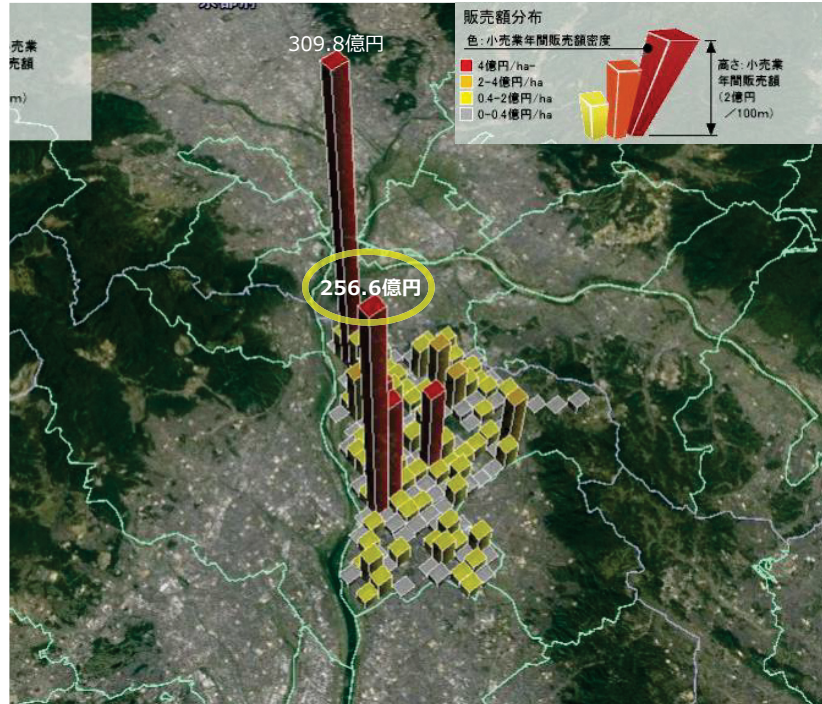 売業
売額
m)
309.8億円
256.6億円
販売額分布
色:小売業年間販売額密度
4億円/ha-
2-4億円/ha
0.4-2億円/ha
0-0.4億円/ha
高さ:小売業
年間販売額
(2億円
/100m)